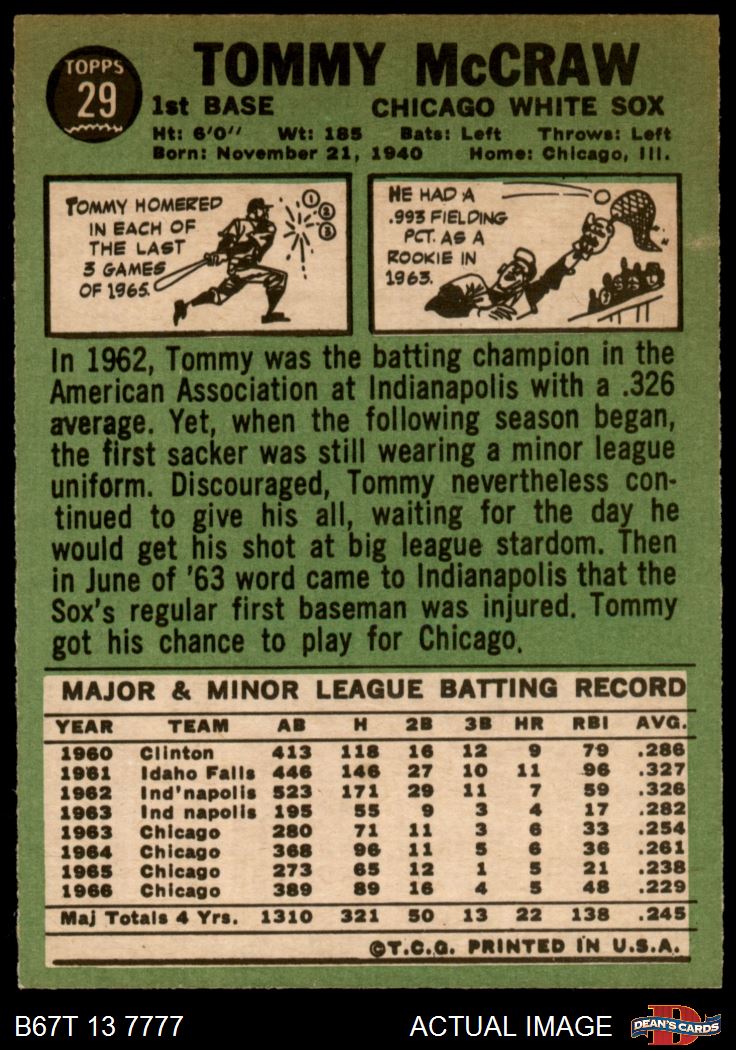 TOPPS
29
TOMMY McCRAW
1st BASE CHICAGO WHITE SOX
Ht: 6'0" Wt: 185 Bats: Left Throws: Left
Born: November 21, 1940 Home: Chicago, Ill.
TOMMY HOMERED
IN EACH OF
THE LAST
3 GAMES
OF 1965.
1
2
3
HE HAD A
.993 FIELDING
PCT. AS A
ROOKIE IN
1963.
In 1962, Tommy was the batting champion in the
American Association at Indianapolis with a .326
average. Yet, when the following season began,
the first sacker was still wearing a minor league
uniform. Discouraged, Tommy nevertheless con-
tinued to give his all, waiting for the day he
would get his shot at big league stardom. Then
in June of '63 word came to Indianapolis that the
Sox's regular first baseman was injured. Tommy
got his chance to play for Chicago.
MAJOR & MINOR LEAGUE BATTING RECORD
YEAR TEAM AB H 2B 3B HR RBI AVG.
1960 Clinton 413 118 16 12 9 79 .286
1961 Idaho Falls 446 146 27 10 11 96 .327
1962 Ind'napolis 523 171 29 11 7 59 .326
1963 Ind napolis 195 55 9 3 4 17 .282
1963 Chicago 280 71 11 3 6 33 .254
1964 Chicago 368 96 11 5 6 36 .261
1965 Chicago 273 65 12 1 5 21 .238
1966 Chicago 389 89 16 4 5 48 .229
Maj Totals 4 Yrs. 1310 321 50 13 22 138 .245
©T.C.G. PRINTED IN U.S.A.
B67T 13 7777 ACTUAL IMAGE
D
DEAN'S CARDS